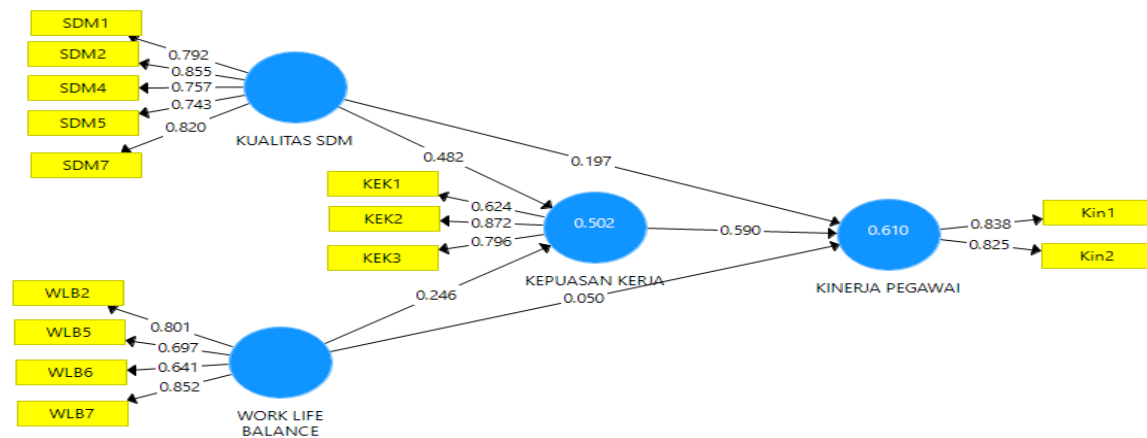 SDM1
SDM2
SDM4
SDM5
SDM7
0.792
0.855
0.757
0.743
0.820
KUALITAS SDM
0.482
0.197
KEK1
KEK2
KEK3
0.624
0.872
0.796
0.502
KEPUASAN KERJA
0.590
0.610
KINERJA PEGAWAI
0.838
0.825
Kin1
Kin2
0.246
0.050
WLB2
WLB5
WLB6
WLB7
0.801
0.697
0.641
0.852
WORK LIFE
BALANCE